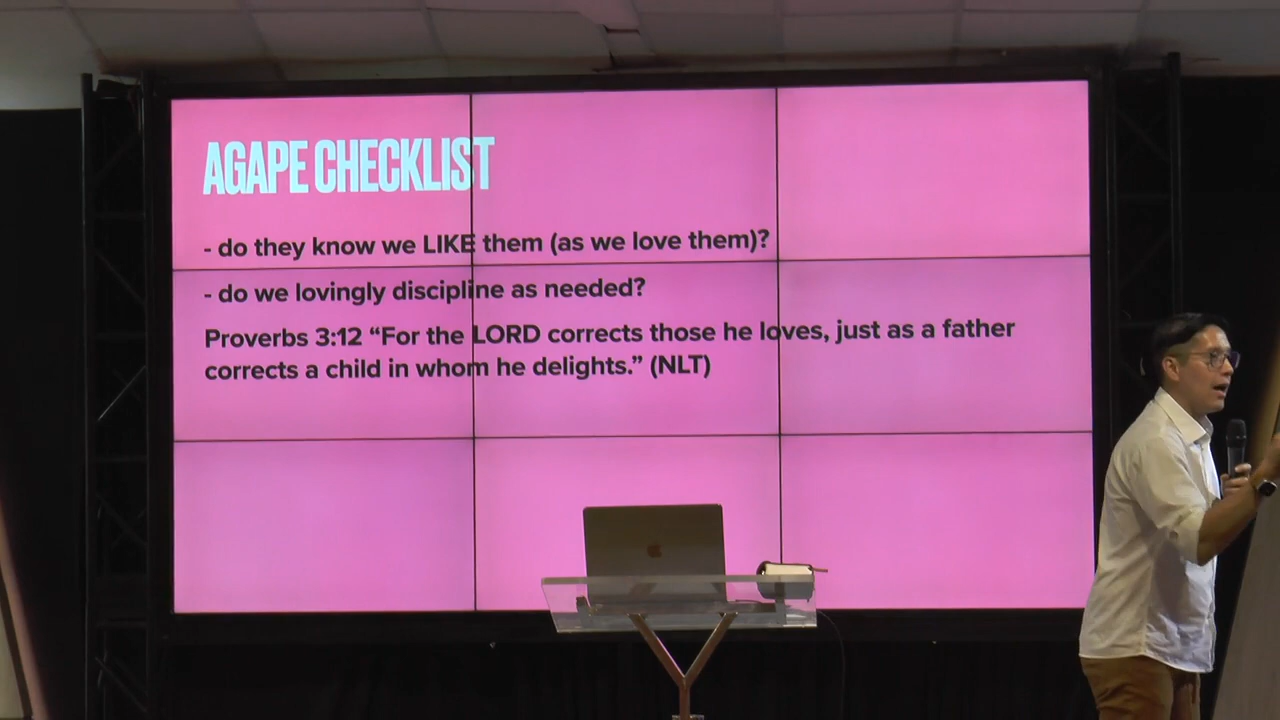 AGAPE CHECKLIST
- do they know we LIKE them (as we love them)?
- do we lovingly discipline as needed?
Proverbs 3:12 “For the LORD corrects those he loves, just as a father
corrects a child in whom he delights.” (NLT)